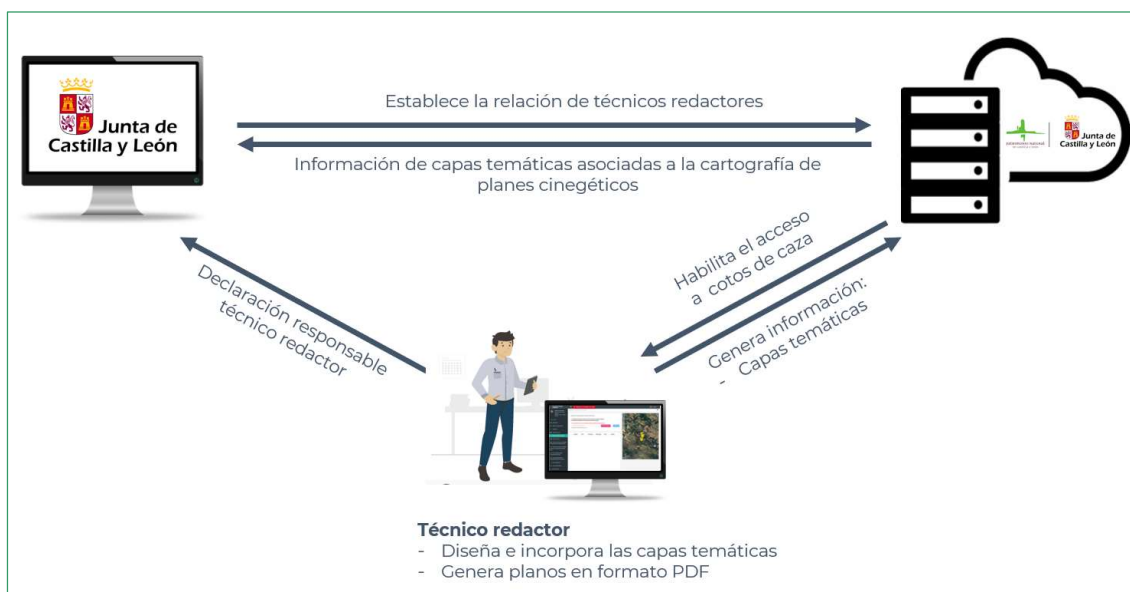 Junta de
Castilla y León
Establece la relación de técnicos redactores
Información de capas temáticas asociadas a la cartografía de
planes cinegéticos
Junta de
Castilla y León
Declaración responsable
técnico redactor
Habilita el acceso
a cotos de caza
Genera información:
- Capas temáticas
Técnico redactor
- Diseña e incorpora las capas temáticas
- Genera planos en formato PDF